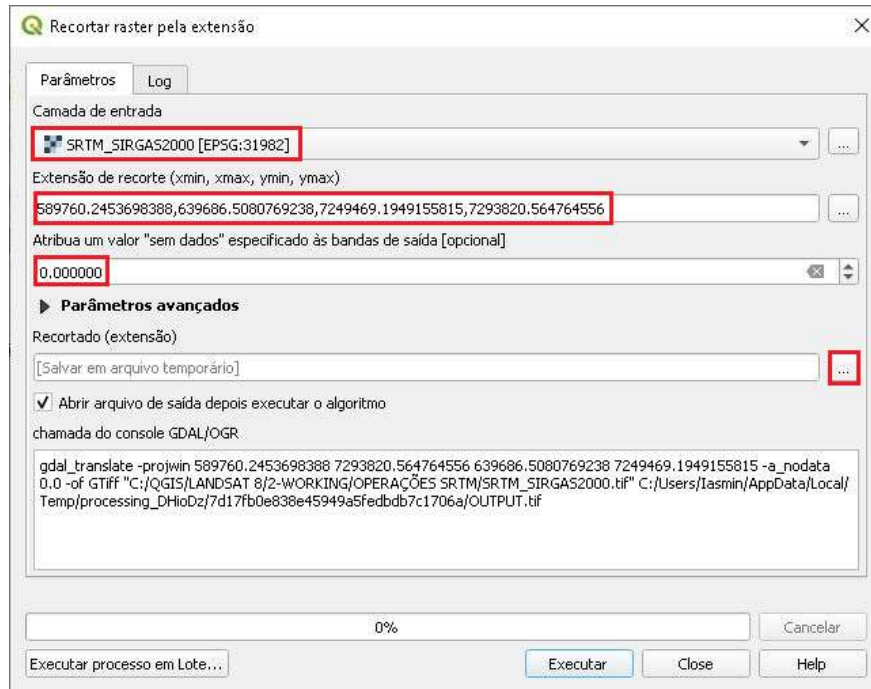 Recortar raster pela extensão
Parâmetros
Log
Camada de entrada
SRTM_SIRGAS2000 [EPSG:31982]
...
Extensão de recorte (xmin, xmax, ymin, ymax)
589760.2453698388,639686.5080769238,7249469.1949155815,7293820.564764556
...
Atribua um valor "sem dados" especificado às bandas de saída [opcional]
0.000000
Parâmetros avançados
Recortado (extensão)
[Salvar em arquivo temporário]
...
Abrir arquivo de saída depois executar o algoritmo
chamada do console GDAL/OGR
gdal_translate -projwin 589760.2453698388 7293820.564764556 639686.5080769238 7249469.1949155815 -a_nodata
0.0 -of GTiff "C:/QGIS/LANDSAT 8/2-WORKING/OPERAÇÕES SRTM/SRTM_SIRGAS2000.tif" C:/Users/Iasmin/AppData/Local/
Temp/processing_DHioDz/7d17fb0e838e45949a5fedbdb7c1706a/OUTPUT.tif
0%
Cancelar
Executar processo em Lote...
Executar
Close
Help